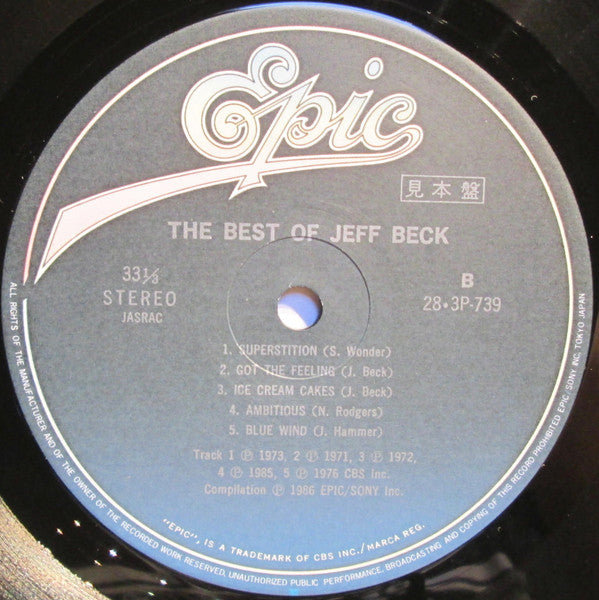 Epic
見本盤
THE BEST OF JEFF BECK
33⅓
STEREO
JASRAC
B
28・3P-739
1. SUPERSTITION (S. Wonder)
2. GOT THE FEELING (J. Beck)
3. ICE CREAM CAKES (J. Beck)
4. AMBITIOUS (N. Rodgers)
5. BLUE WIND (J. Hammer)
Track 1 Ⓟ 1973, 2 Ⓟ 1971, 3 Ⓟ 1972,
4 Ⓟ 1985, 5 Ⓟ 1976 CBS Inc.
Compilation Ⓟ 1986 EPIC/SONY Inc.
"EPIC", IS A TRADEMARK OF CBS INC./MARCA REG.
ALL RIGHTS OF THE MANUFACTURER AND OF THE OWNER OF THE RECORDED WORK RESERVED. UNAUTHORIZED PUBLIC PERFORMANCE, BROADCASTING AND COPYING OF THIS RECORD PROHIBITED EPIC/SONY INC. TOKYO JAPAN